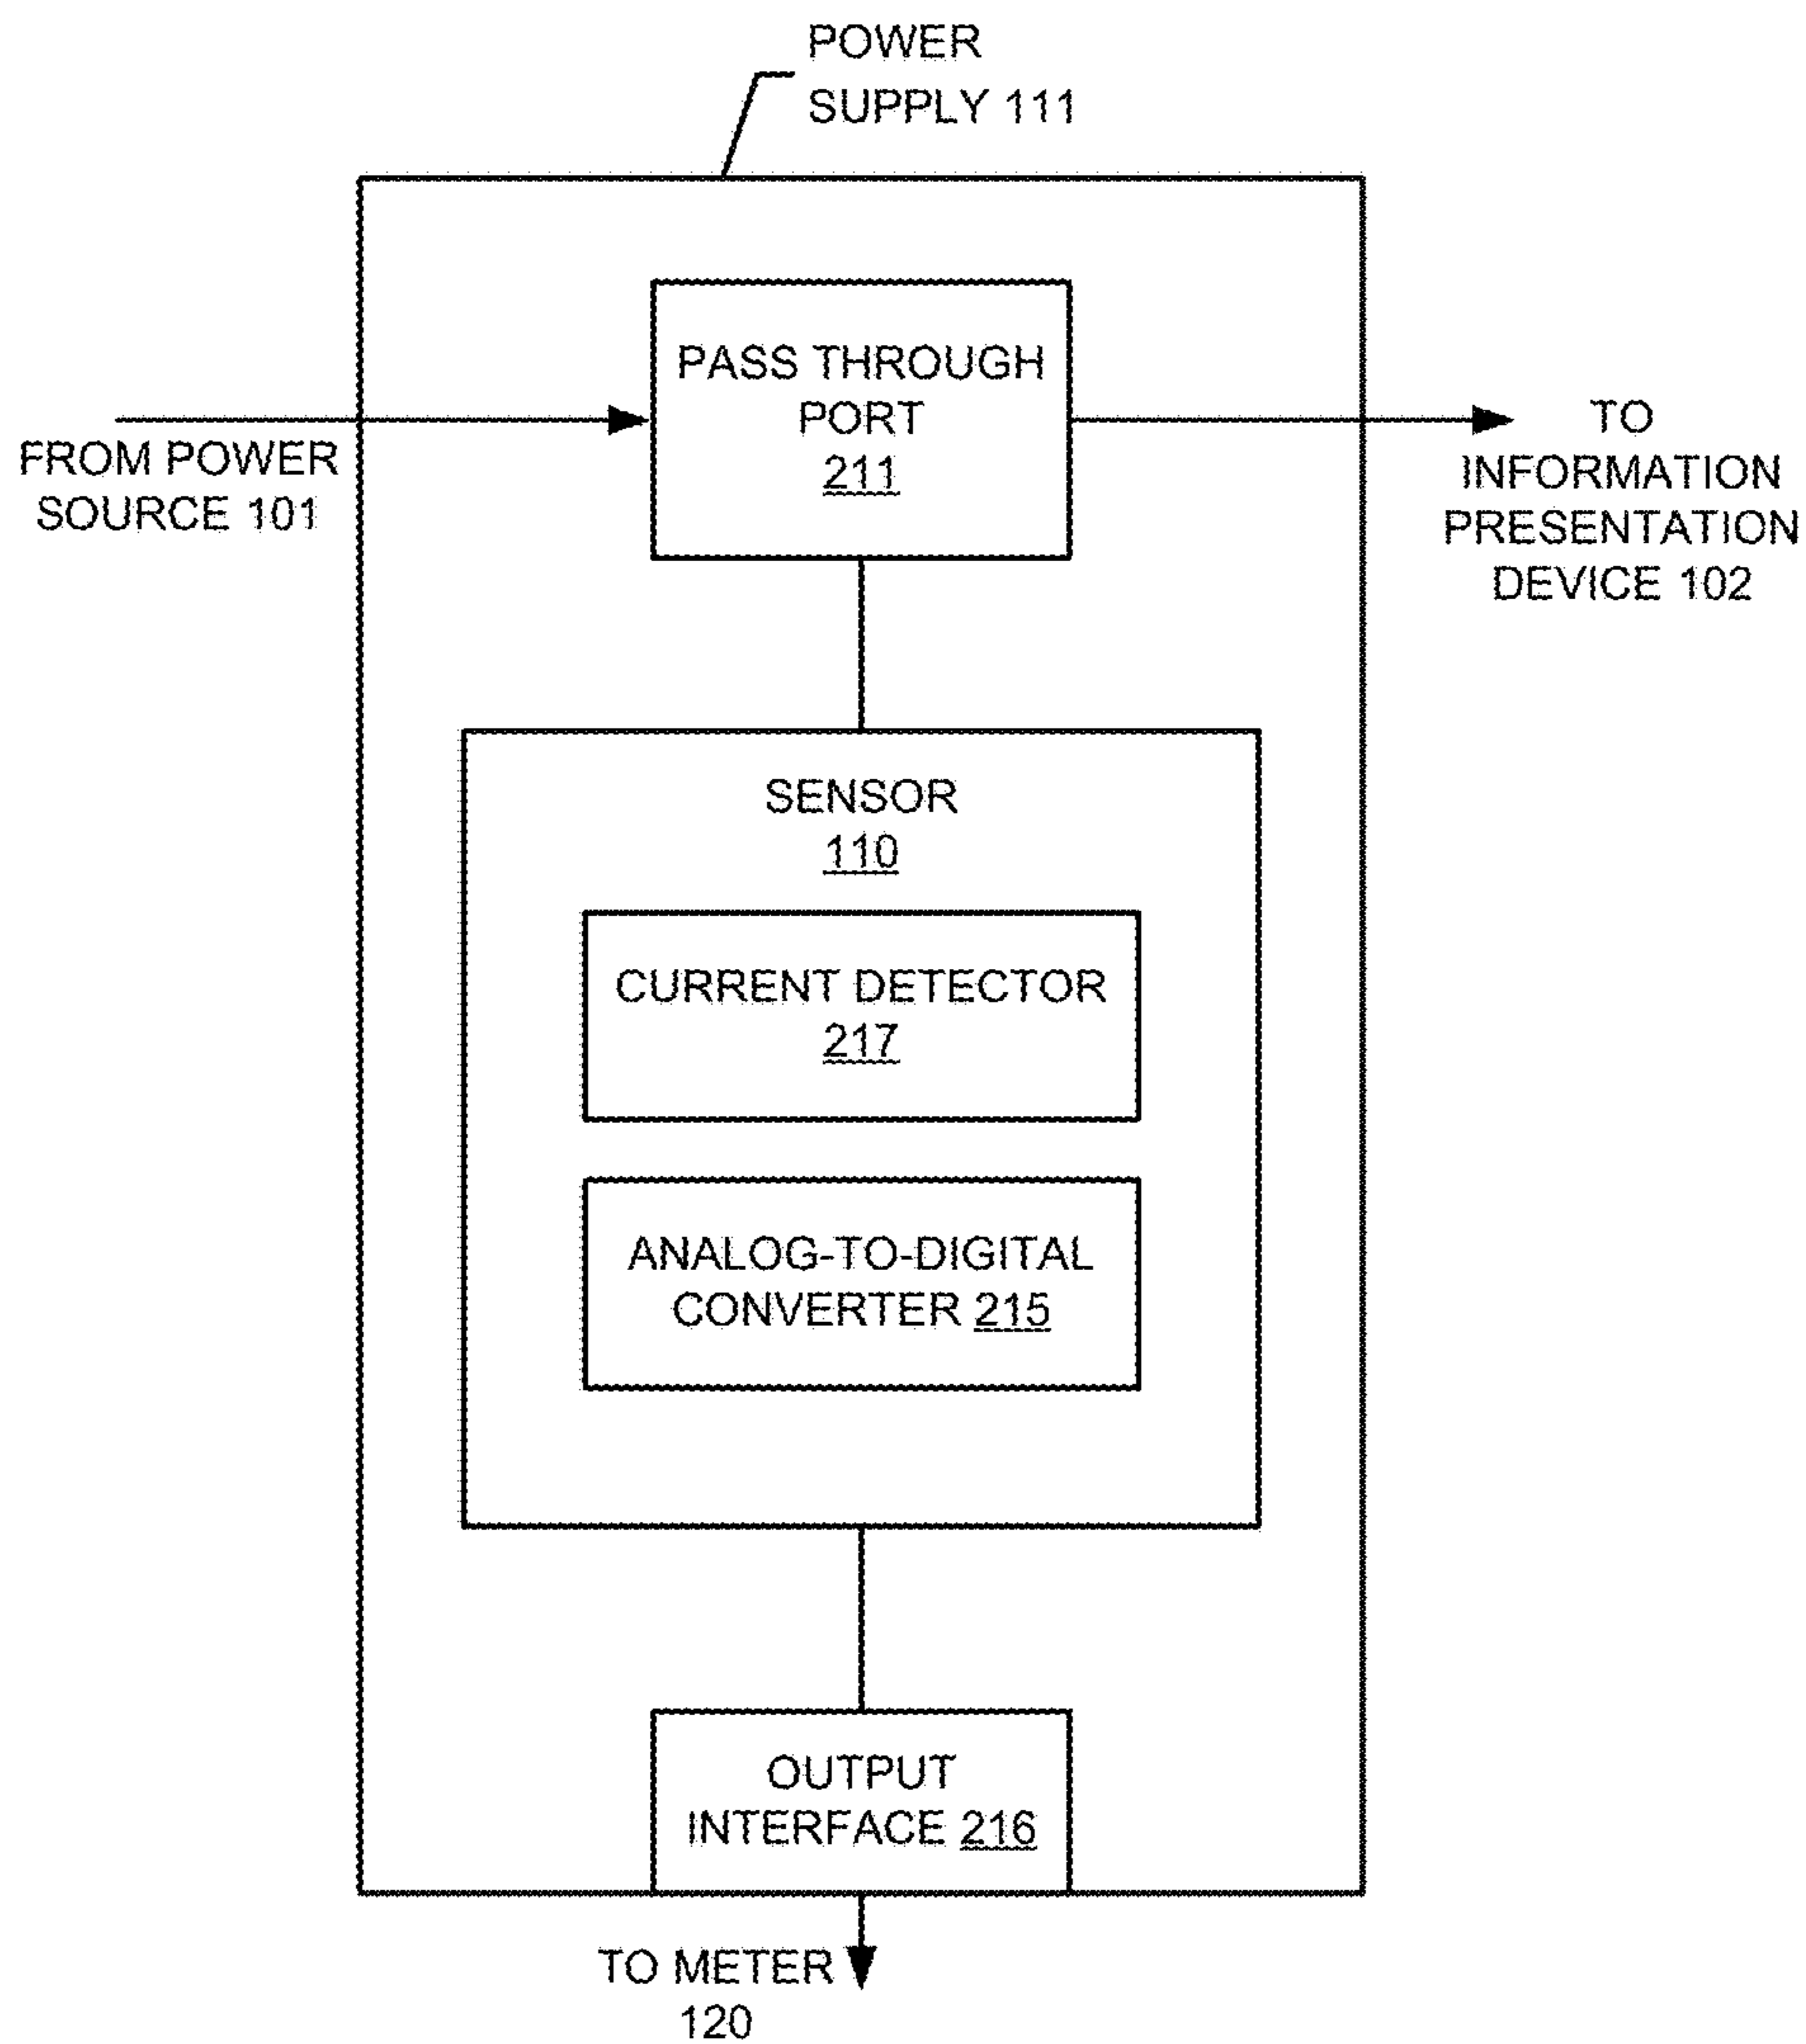 POWER
SUPPLY 111
PASS THROUGH
PORT
211
FROM POWER
SOURCE 101
TO
INFORMATION
PRESENTATION
DEVICE 102
SENSOR
110
CURRENT DETECTOR
217
ANALOG-TO-DIGITAL
CONVERTER 215
OUTPUT
INTERFACE 216
TO METER
120